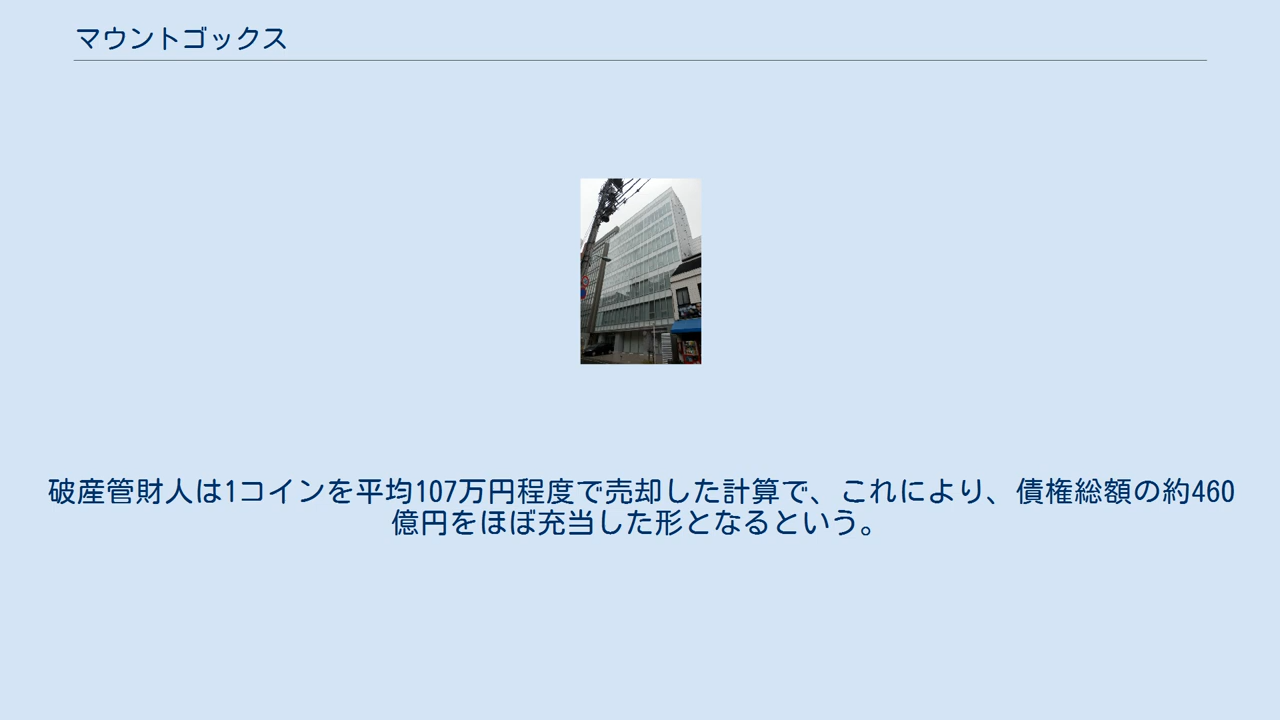 マウントゴックス
破産管財人は1コインを平均107万円程度で売却した計算で、これにより、債権総額の約460
億円をほぼ充当した形となるという。